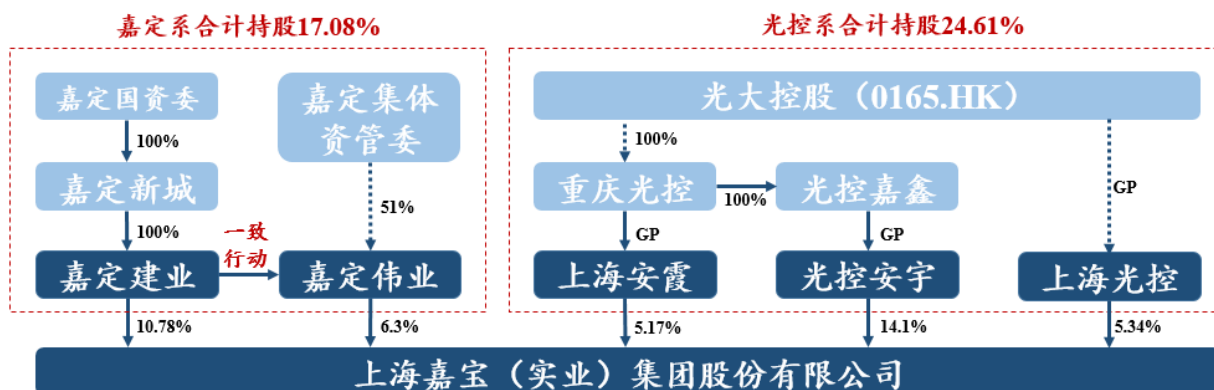 嘉定系合计持股17.08%
光控系合计持股24.61%
嘉定国资委
嘉定集体
资管委
光大控股（0165.HK）
100%
100%
嘉定新城
重庆光控
100%
光控嘉鑫
GP
51%
100%
一致
行动
GP
GP
嘉定建业
嘉定伟业
上海安霞
光控安宇
上海光控
10.78%
6.3%
5.17%
14.1%
5.34%
上海嘉宝（实业）集团股份有限公司